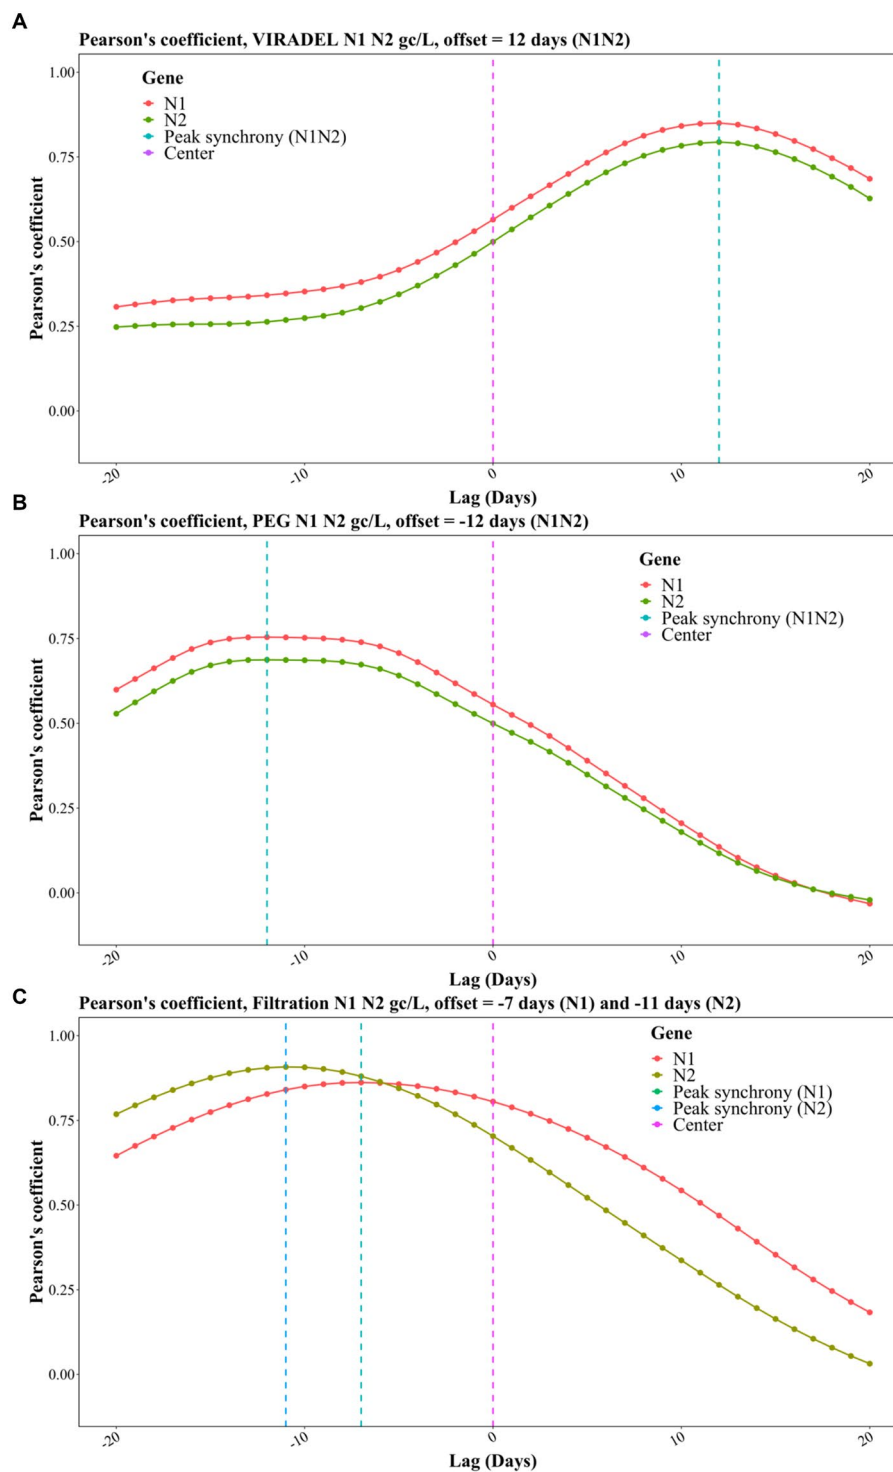 A
Pearson's coefficient, VIRADEL N1 N2 gc/L, offset = 12 days (N1N2)
1.00
0.75
0.50
0.25
0.00
Pearson's coefficient
Gene
N1
N2
Peak synchrony (N1N2)
Center
-20
-10
0
10
20
Lag (Days)
B
Pearson's coefficient, PEG N1 N2 gc/L, offset = -12 days (N1N2)
1.00
0.75
0.50
0.25
0.00
Pearson's coefficient
Gene
N1
N2
Peak synchrony (N1N2)
Center
-20
-10
0
10
20
Lag (Days)
C
Pearson's coefficient, Filtration N1 N2 gc/L, offset = -7 days (N1) and -11 days (N2)
1.00
0.75
0.50
0.25
0.00
Pearson's coefficient
Gene
N1
N2
Peak synchrony (N1)
Peak synchrony (N2)
Center
-20
-10
0
10
20
Lag (Days)